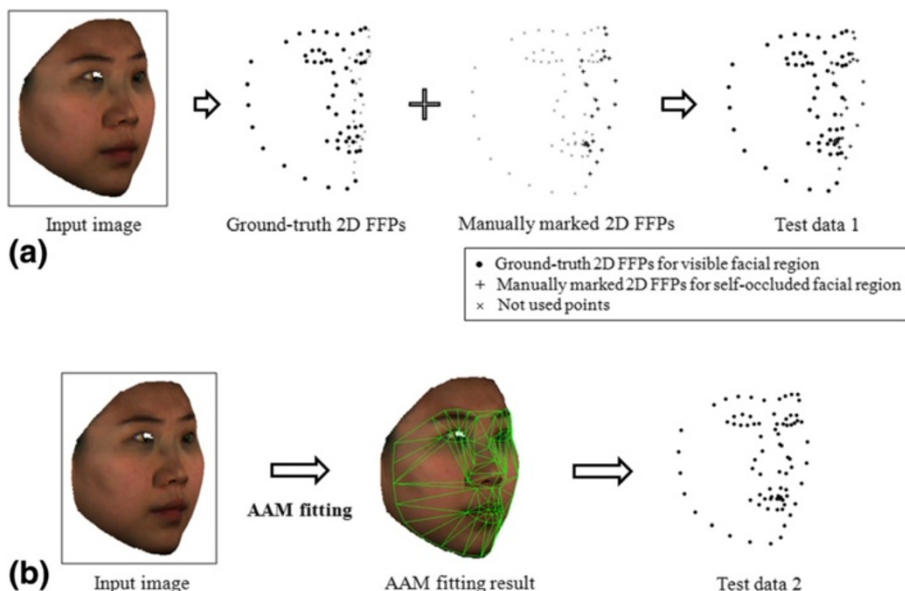 Input image
Ground-truth 2D FFPs
Manually marked 2D FFPs
Test data 1
(a)
• Ground-truth 2D FFPs for visible facial region
+ Manually marked 2D FFPs for self-occluded facial region
× Not used points
AAM fitting
(b)
Input image
AAM fitting result
Test data 2